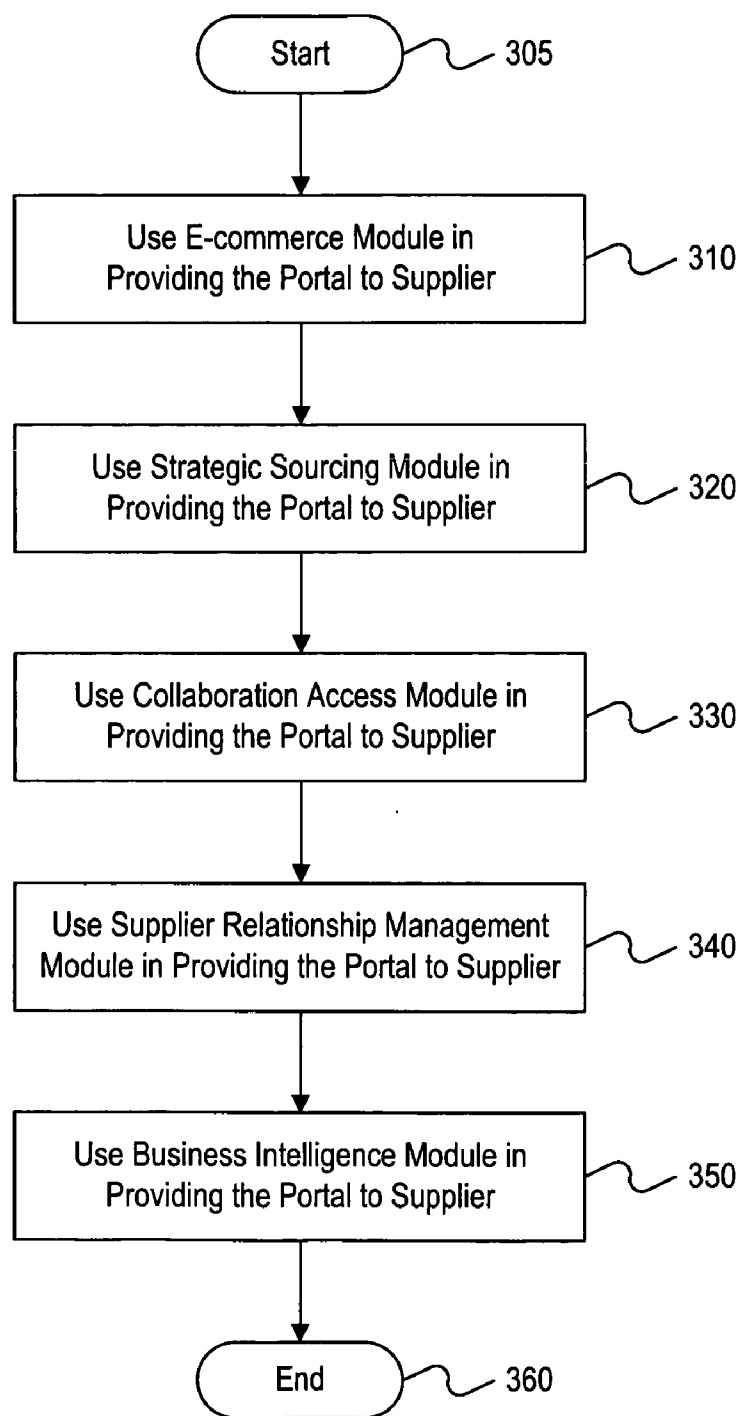 Start
305
Use E-commerce Module in
Providing the Portal to Supplier
310
Use Strategic Sourcing Module in
Providing the Portal to Supplier
320
Use Collaboration Access Module in
Providing the Portal to Supplier
330
Use Supplier Relationship Management
Module in Providing the Portal to Supplier
340
Use Business Intelligence Module in
Providing the Portal to Supplier
350
End
360